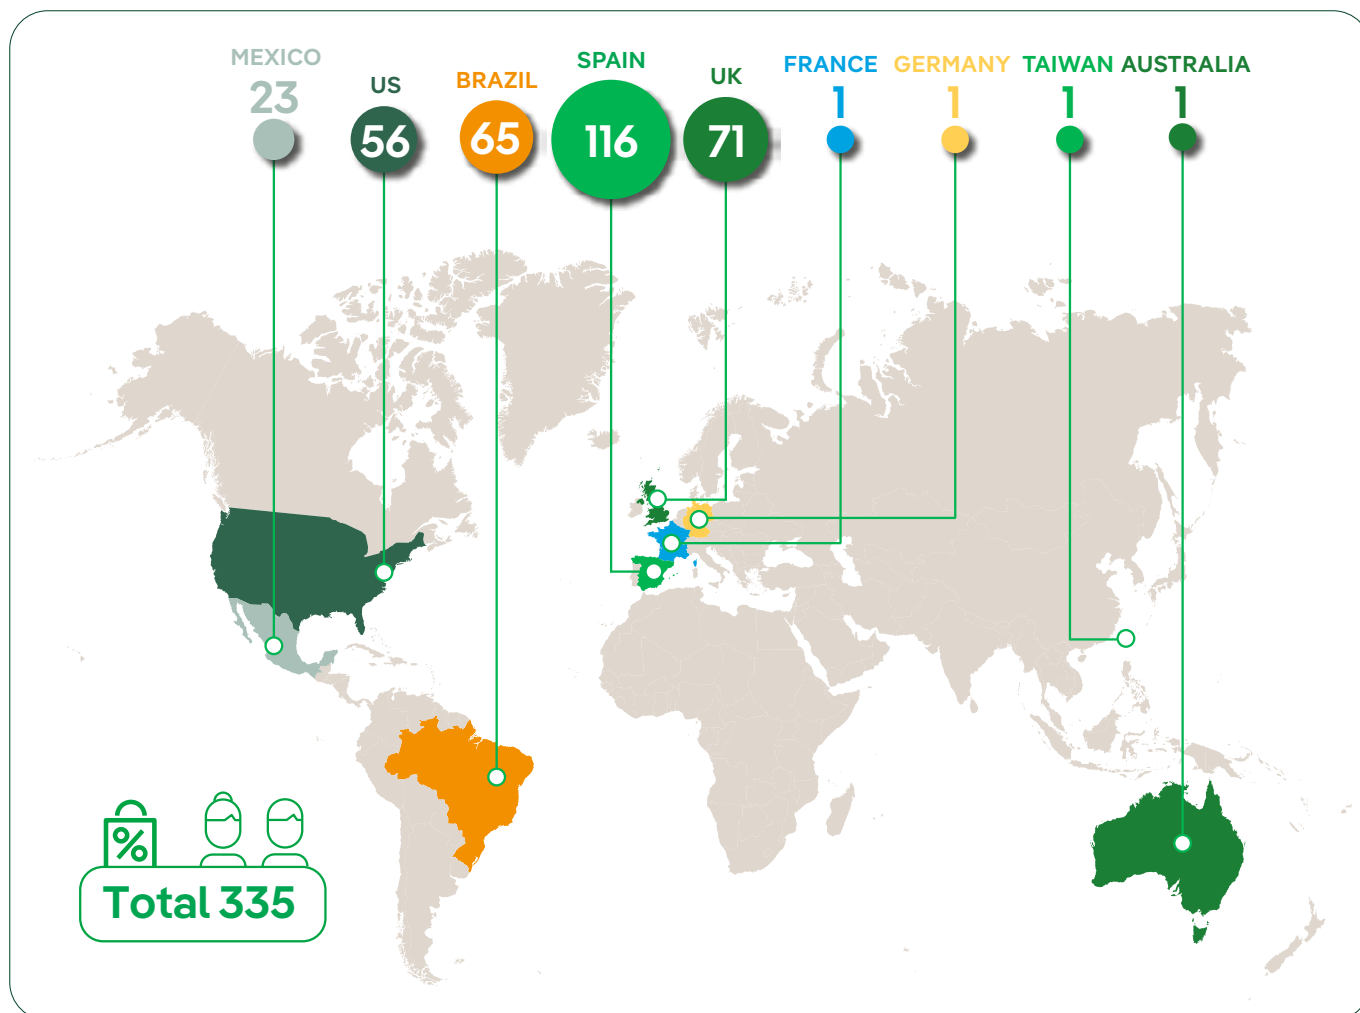 MEXICO
23
US
56
BRAZIL
65
SPAIN
116
UK
71
FRANCE
1
GERMANY
1
TAIWAN
1
AUSTRALIA
1
%
Total 335